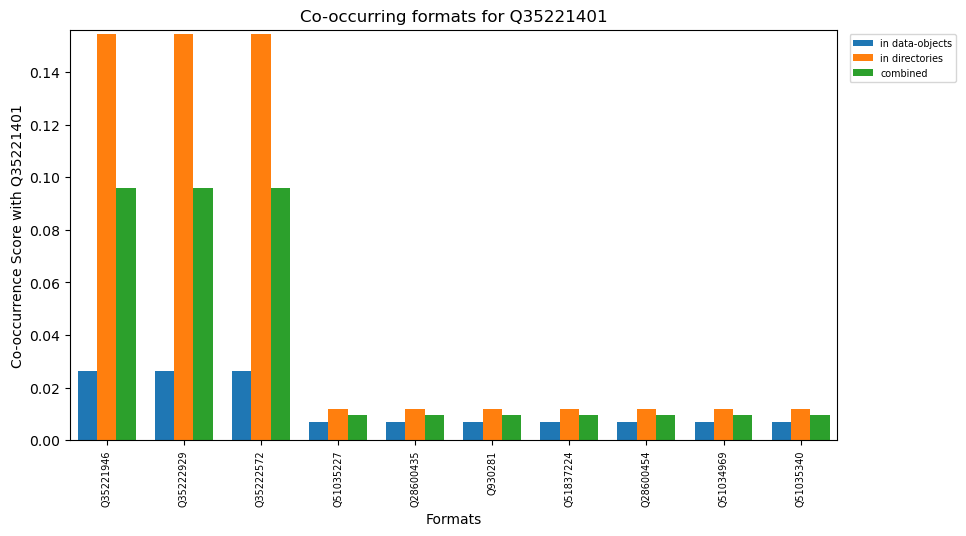 Co-occurring formats for Q35221401
in data-objects
in directories
combined
Co-occurrence Score with Q35221401
0.14
0.12
0.10
0.08
0.06
0.04
0.02
0.00
Q35221946
Q35222929
Q35222572
Q51035227
Q28600435
Q930281
Q51837224
Q28600454
Q51034969
Q51035340
Formats